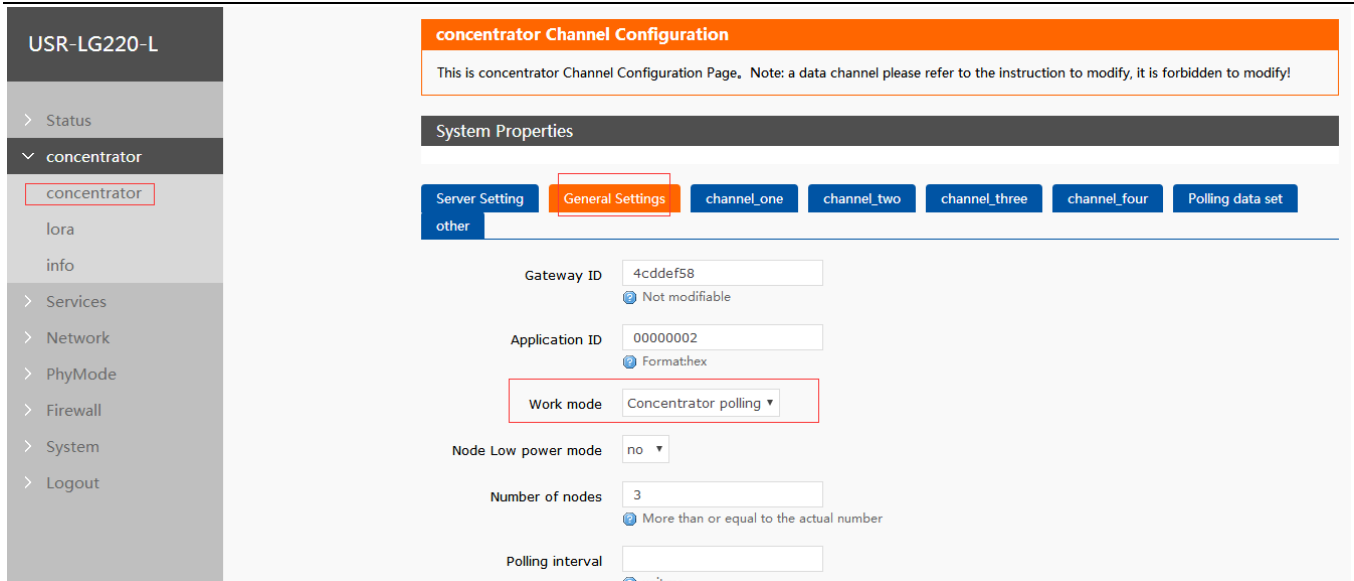 USR-LG220-L
Status
concentrator
concentrator
lora
info
Services
Network
PhyMode
Firewall
System
Logout
concentrator Channel Configuration
This is concentrator Channel Configuration Page。Note: a data channel please refer to the instruction to modify, it is forbidden to modify!
System Properties
Server Setting General Settings channel_one channel_two channel_three channel_four Polling data set
other
Gateway ID 4cddef58
Not modifiable
Application ID 00000002
Format:hex
Work mode Concentrator polling
Node Low power mode no
Number of nodes 3
More than or equal to the actual number
Polling interval